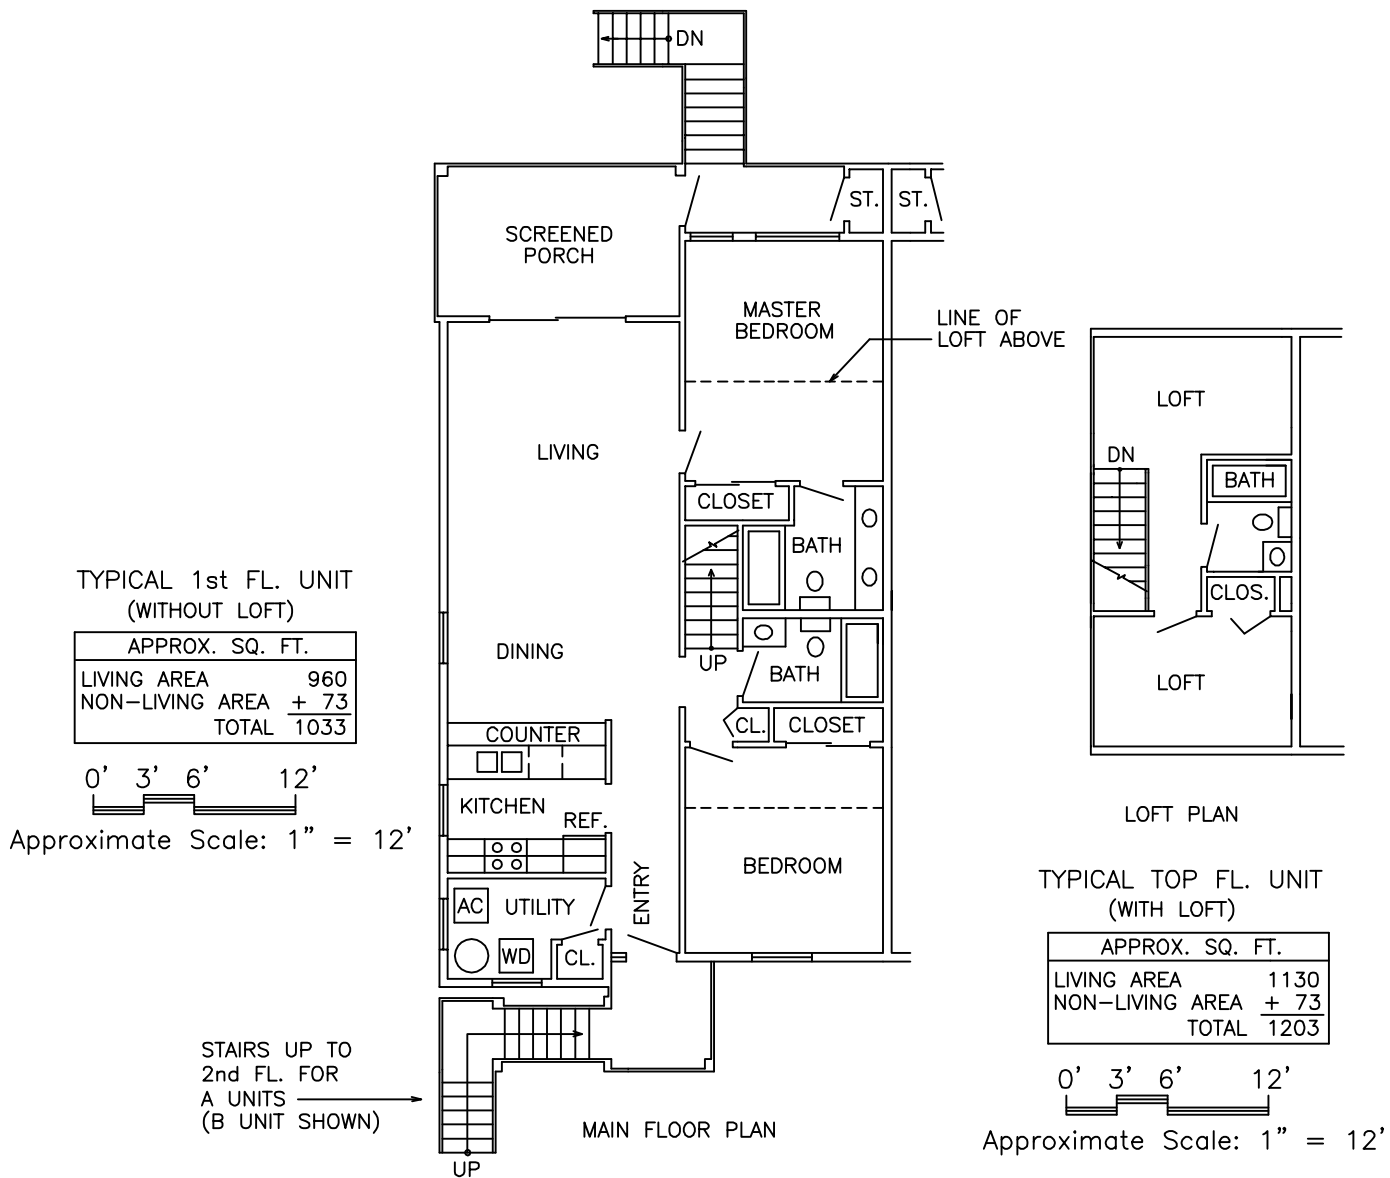 DN
ST.
ST.
SCREENED
PORCH
MASTER
BEDROOM
LINE OF
LOFT ABOVE
LIVING
CLOSET
BATH
DINING
UP
BATH
CL.
CLOSET
COUNTER
KITCHEN
REF.
BEDROOM
ENTRY
AC
UTILITY
WD
CL.
STAIRS UP TO
2nd FL. FOR
A UNITS
(B UNIT SHOWN)
UP
MAIN FLOOR PLAN
TYPICAL 1st FL. UNIT
(WITHOUT LOFT)
APPROX. SQ. FT.
LIVING AREA 960
NON-LIVING AREA + 73
TOTAL 1033
0' 3' 6' 12'
Approximate Scale: 1" = 12'
LOFT
DN
BATH
CLOS.
LOFT
LOFT PLAN
TYPICAL TOP FL. UNIT
(WITH LOFT)
APPROX. SQ. FT.
LIVING AREA 1130
NON-LIVING AREA + 73
TOTAL 1203
0' 3' 6' 12'
Approximate Scale: 1" = 12'